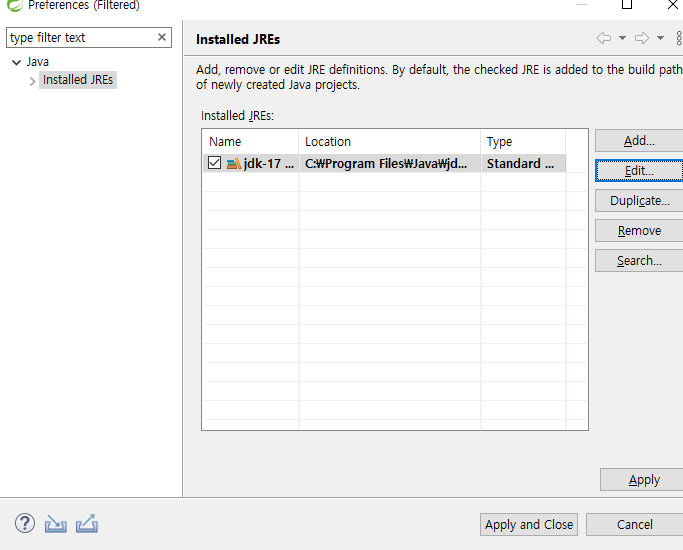 Preferences (Filtered)
type filter text
Java
Installed JREs
Installed JREs
Add, remove or edit JRE definitions. By default, the checked JRE is added to the build path
of newly created Java projects.
Installed JREs:
Name Location Type
jdk-17 ... C:₩Program Files₩Java₩jd... Standard ...
Add...
Edit...
Duplicate...
Remove
Search...
Apply
Apply and Close
Cancel